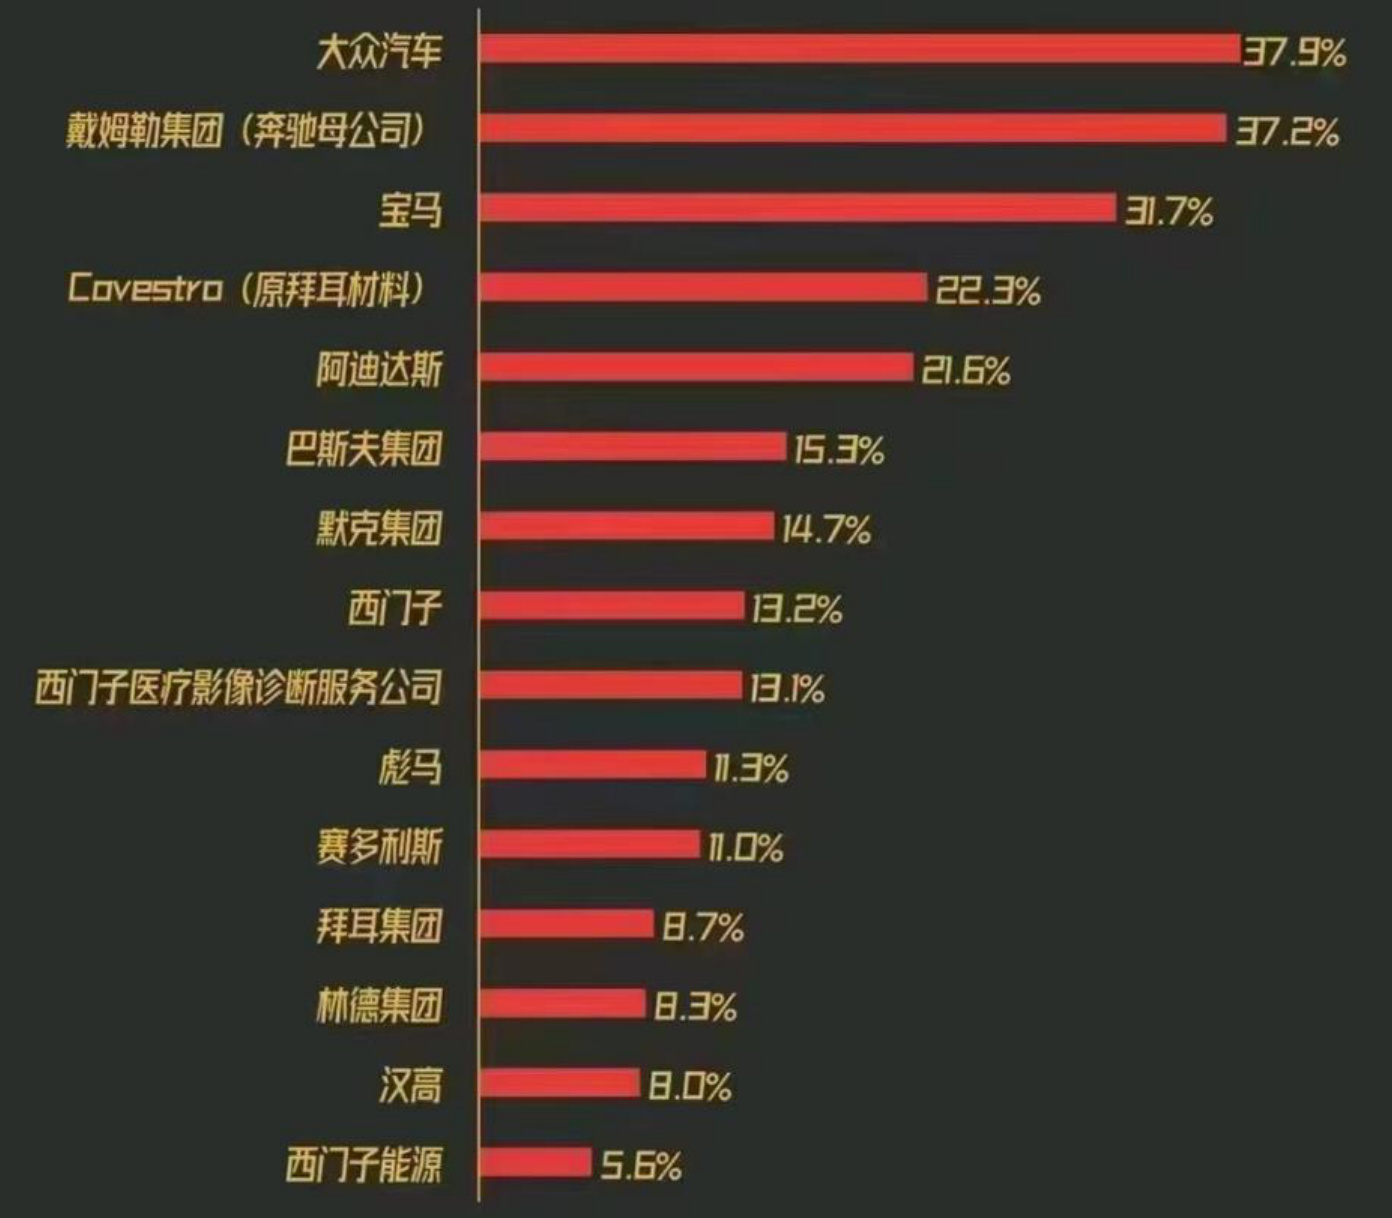 大众汽车 37.9%
戴姆勒集团（奔驰母公司） 37.2%
宝马 31.7%
Covestro（原拜耳材料） 22.3%
阿迪达斯 21.6%
巴斯夫集团 15.3%
默克集团 14.7%
西门子 13.2%
西门子医疗影像诊断服务公司 13.1%
彪马 11.3%
赛多利斯 11.0%
拜耳集团 8.7%
林德集团 8.3%
汉高 8.0%
西门子能源 5.6%